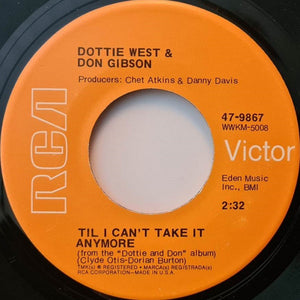 DOTTIE WEST &
DON GIBSON
Producers: Chet Atkins & Danny Davis
RCA
47-9867
WWKM-5008
Victor
Eden Music
Inc., BMI
2:32
'TIL I CAN'T TAKE IT
ANYMORE
(from the "Dottie and Don" album)
(Clyde Otis-Dorian Burton)
TMK(s) ® REGISTERED • MARCA(s) REGISTRADA(s)
RCA CORPORATION—MADE IN U.S.A.